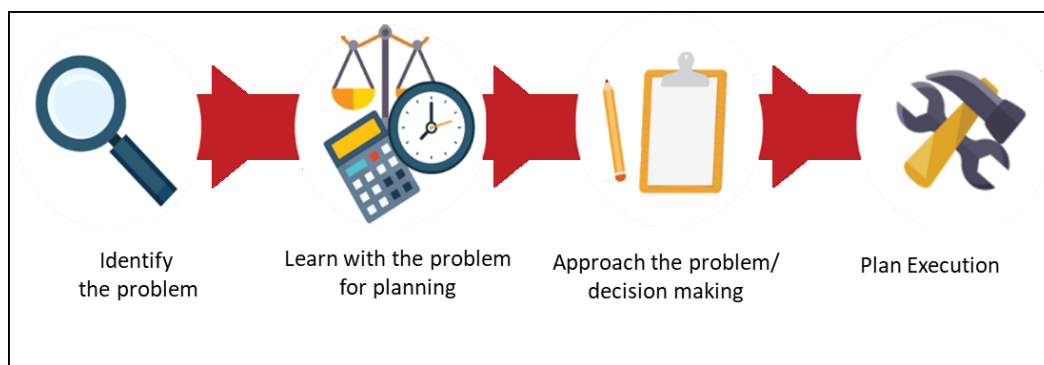 Identify
the problem
Learn with the problem
for planning
Approach the problem/
decision making
Plan Execution